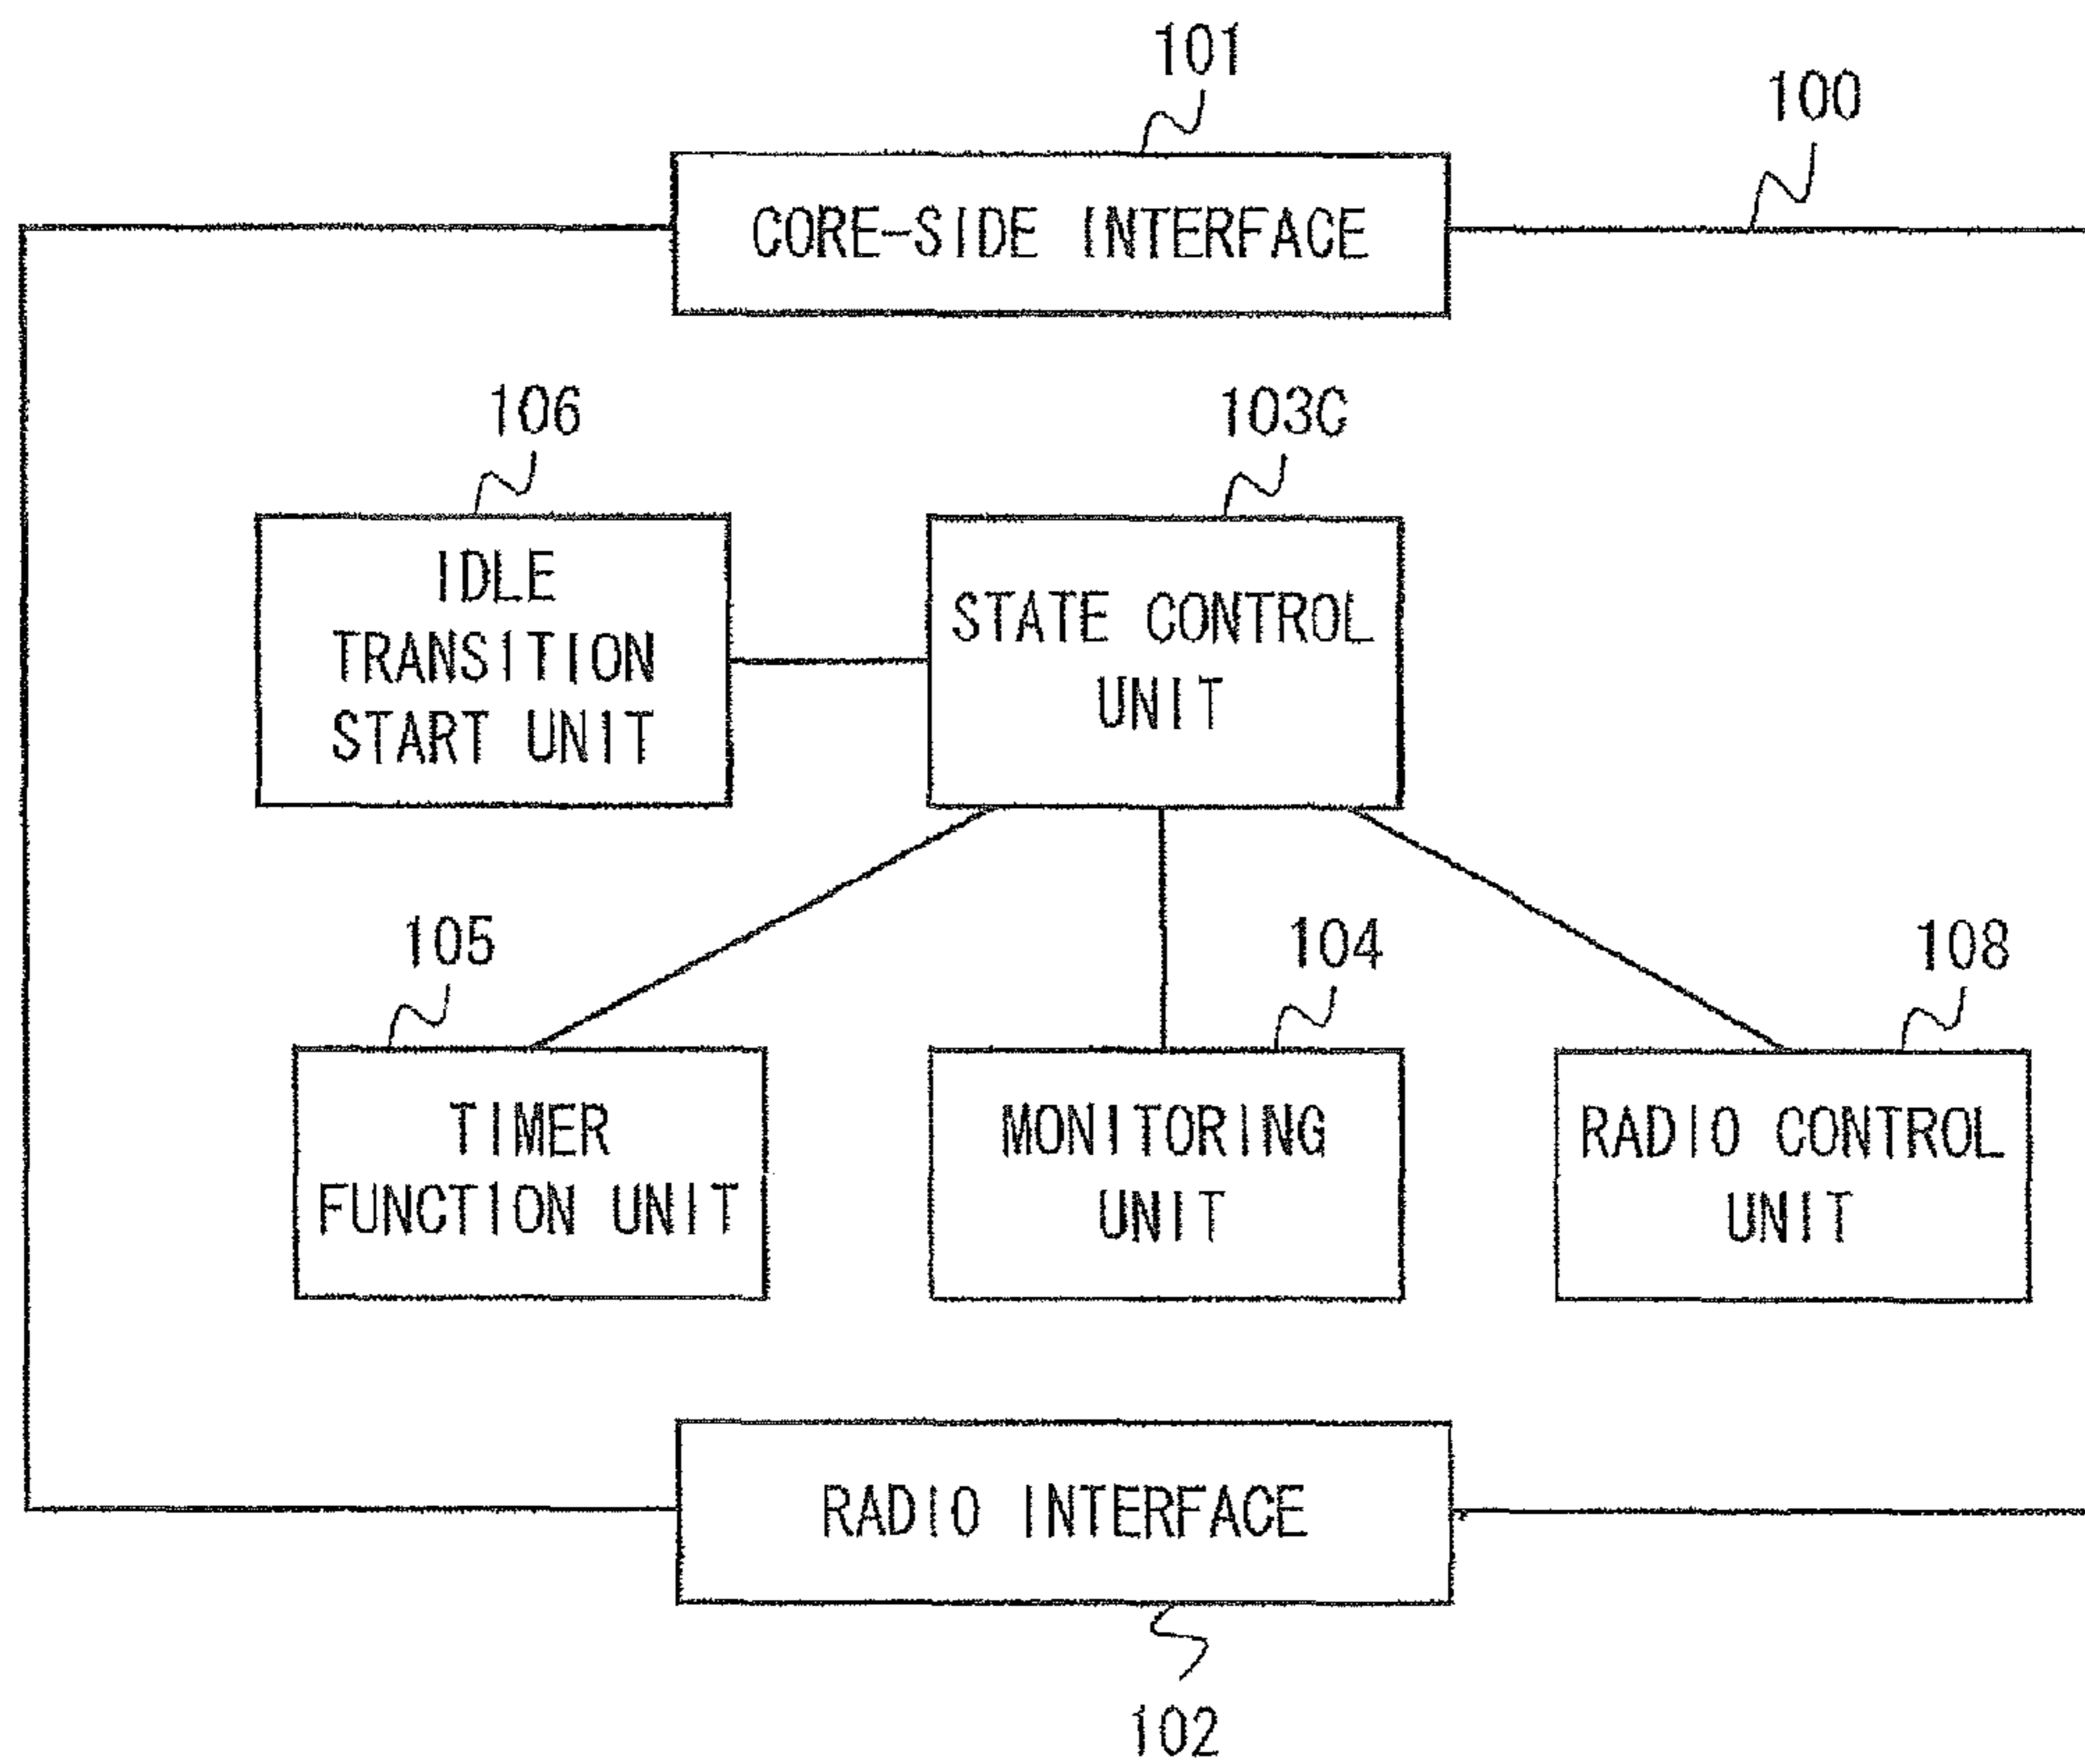 101
100
CORE-SIDE INTERFACE
106
103C
IDLE
TRANSITION
START UNIT
STATE CONTROL
UNIT
105
104
108
TIMER
FUNCTION UNIT
MONITORING
UNIT
RADIO CONTROL
UNIT
RADIO INTERFACE
102